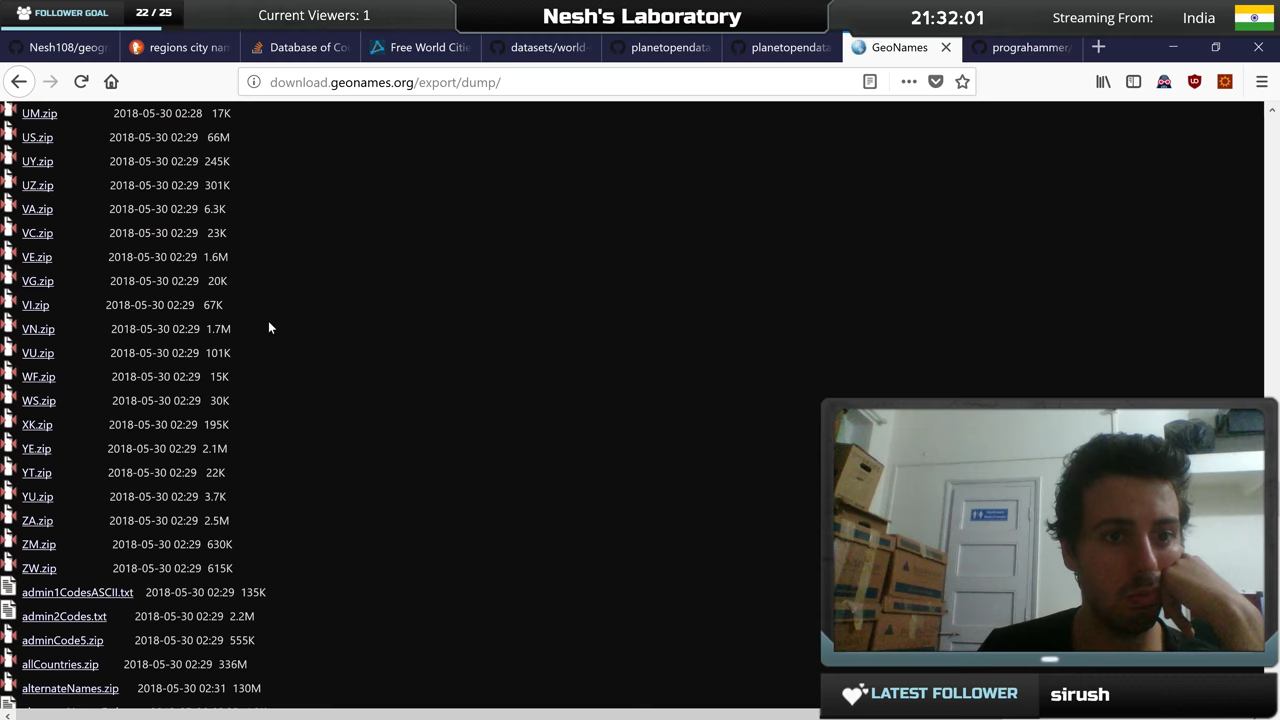 FOLLOWER GOAL 22 / 25 Current Viewers: 1 Nesh's Laboratory 21:32:01 Streaming From: India
Nesh108/geogr regions city nam Database of Cou Free World Citie datasets/world- planetopendata planetopendata GeoNames prograhammer/
download.geonames.org/export/dump/
UM.zip 2018-05-30 02:28 17K
US.zip 2018-05-30 02:29 66M
UY.zip 2018-05-30 02:29 245K
UZ.zip 2018-05-30 02:29 301K
VA.zip 2018-05-30 02:29 6.3K
VC.zip 2018-05-30 02:29 23K
VE.zip 2018-05-30 02:29 1.6M
VG.zip 2018-05-30 02:29 20K
VI.zip 2018-05-30 02:29 67K
VN.zip 2018-05-30 02:29 1.7M
VU.zip 2018-05-30 02:29 101K
WF.zip 2018-05-30 02:29 15K
WS.zip 2018-05-30 02:29 30K
XK.zip 2018-05-30 02:29 195K
YE.zip 2018-05-30 02:29 2.1M
YT.zip 2018-05-30 02:29 22K
YU.zip 2018-05-30 02:29 3.7K
ZA.zip 2018-05-30 02:29 2.5M
ZM.zip 2018-05-30 02:29 630K
ZW.zip 2018-05-30 02:29 615K
admin1CodesASCII.txt 2018-05-30 02:29 135K
admin2Codes.txt 2018-05-30 02:29 2.2M
adminCode5.zip 2018-05-30 02:29 555K
allCountries.zip 2018-05-30 02:29 336M
alternateNames.zip 2018-05-30 02:31 130M
LATEST FOLLOWER sirush